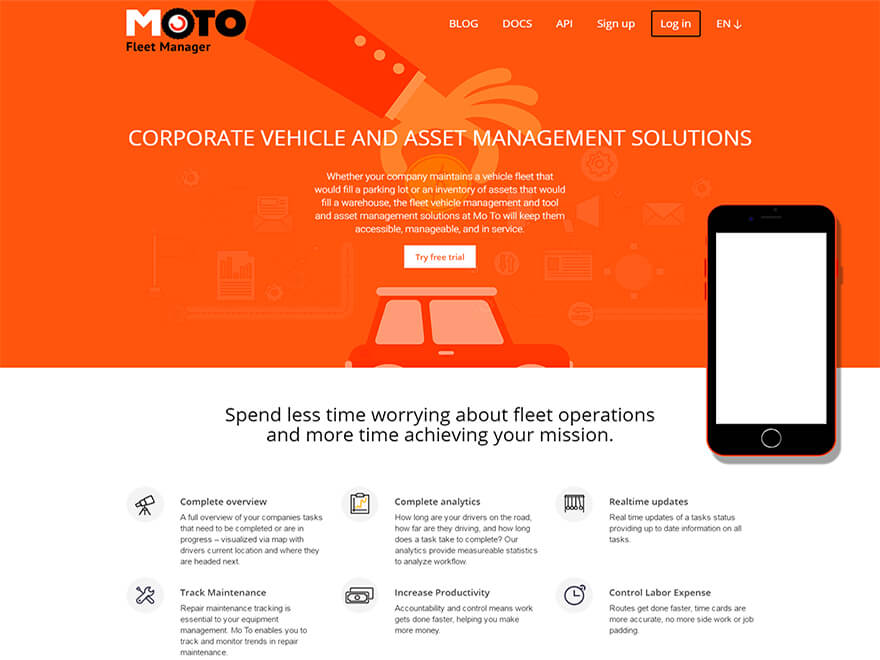 MOTO
Fleet Manager
BLOG
DOCS
API
Sign up
Log in
EN ↓
CORPORATE VEHICLE AND ASSET MANAGEMENT SOLUTIONS
Whether your company maintains a vehicle fleet that
would fill a parking lot or an inventory of assets that would
fill a warehouse, the fleet vehicle management and tool
and asset management solutions at Mo To will keep them
accessible, manageable, and in service.
Try free trial
Spend less time worrying about fleet operations
and more time achieving your mission.
Complete overview
A full overview of your companies tasks
that need to be completed or are in
progress – visualized via map with
drivers current location and where they
are headed next.
Complete analytics
How long are your drivers on the road,
how far are they driving, and how long
does a task take to complete? Our
analytics provide measureable statistics
to analyze workflow.
Realtime updates
Real time updates of a tasks status
providing up to date information on all
tasks.
Track Maintenance
Repair maintenance tracking is
essential to your equipment
management. Mo To enables you to
track and monitor trends in repair
maintenance.
Increase Productivity
Accountability and control means work
gets done faster, helping you make
more money.
Control Labor Expense
Routes get done faster, time cards are
more accurate, no more side work or job
padding.